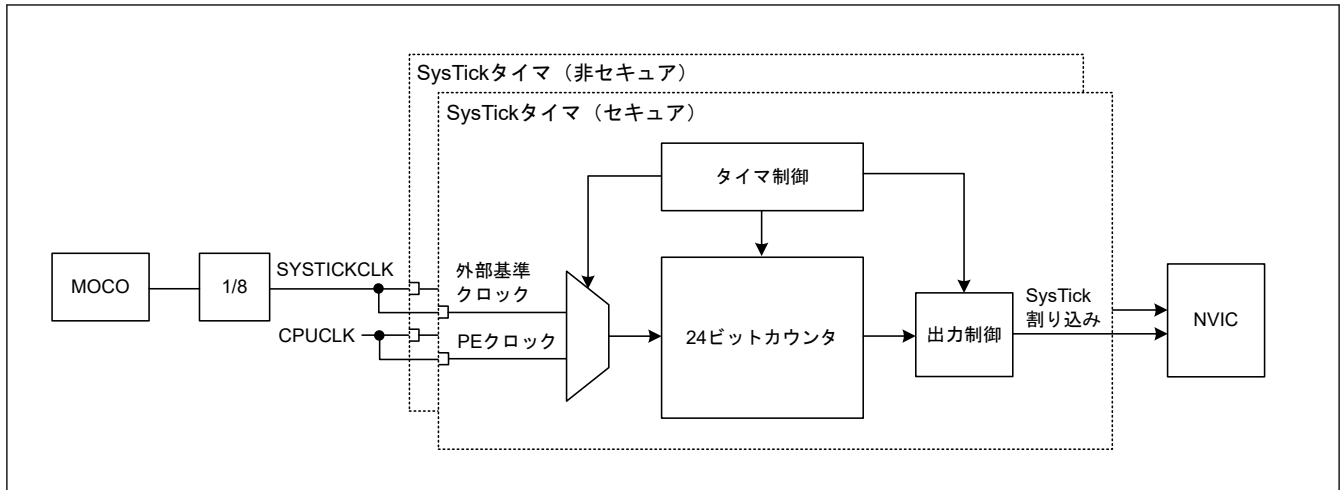 SysTickタイマ（非セキュア）
SysTickタイマ（セキュア）
タイマ制御
MOCO
1/8
SYSTICKCLK
外部基準
クロック
CPUCLK
PEクロック
24ビットカウンタ
出力制御
SysTick
割り込み
NVIC